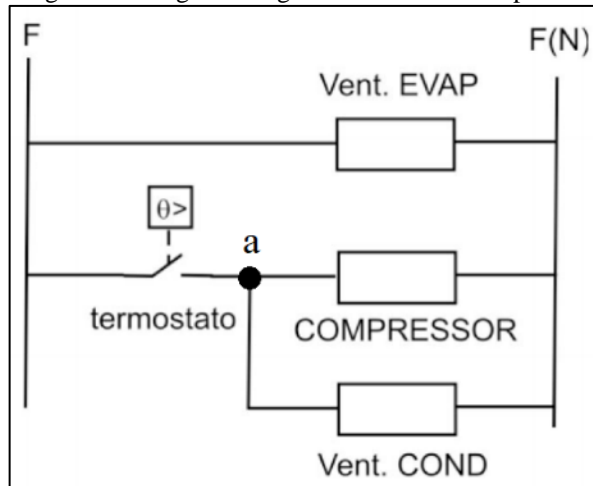 F
F(N)
Vent. EVAP
θ>
a
termostato
COMPRESSOR
Vent. COND